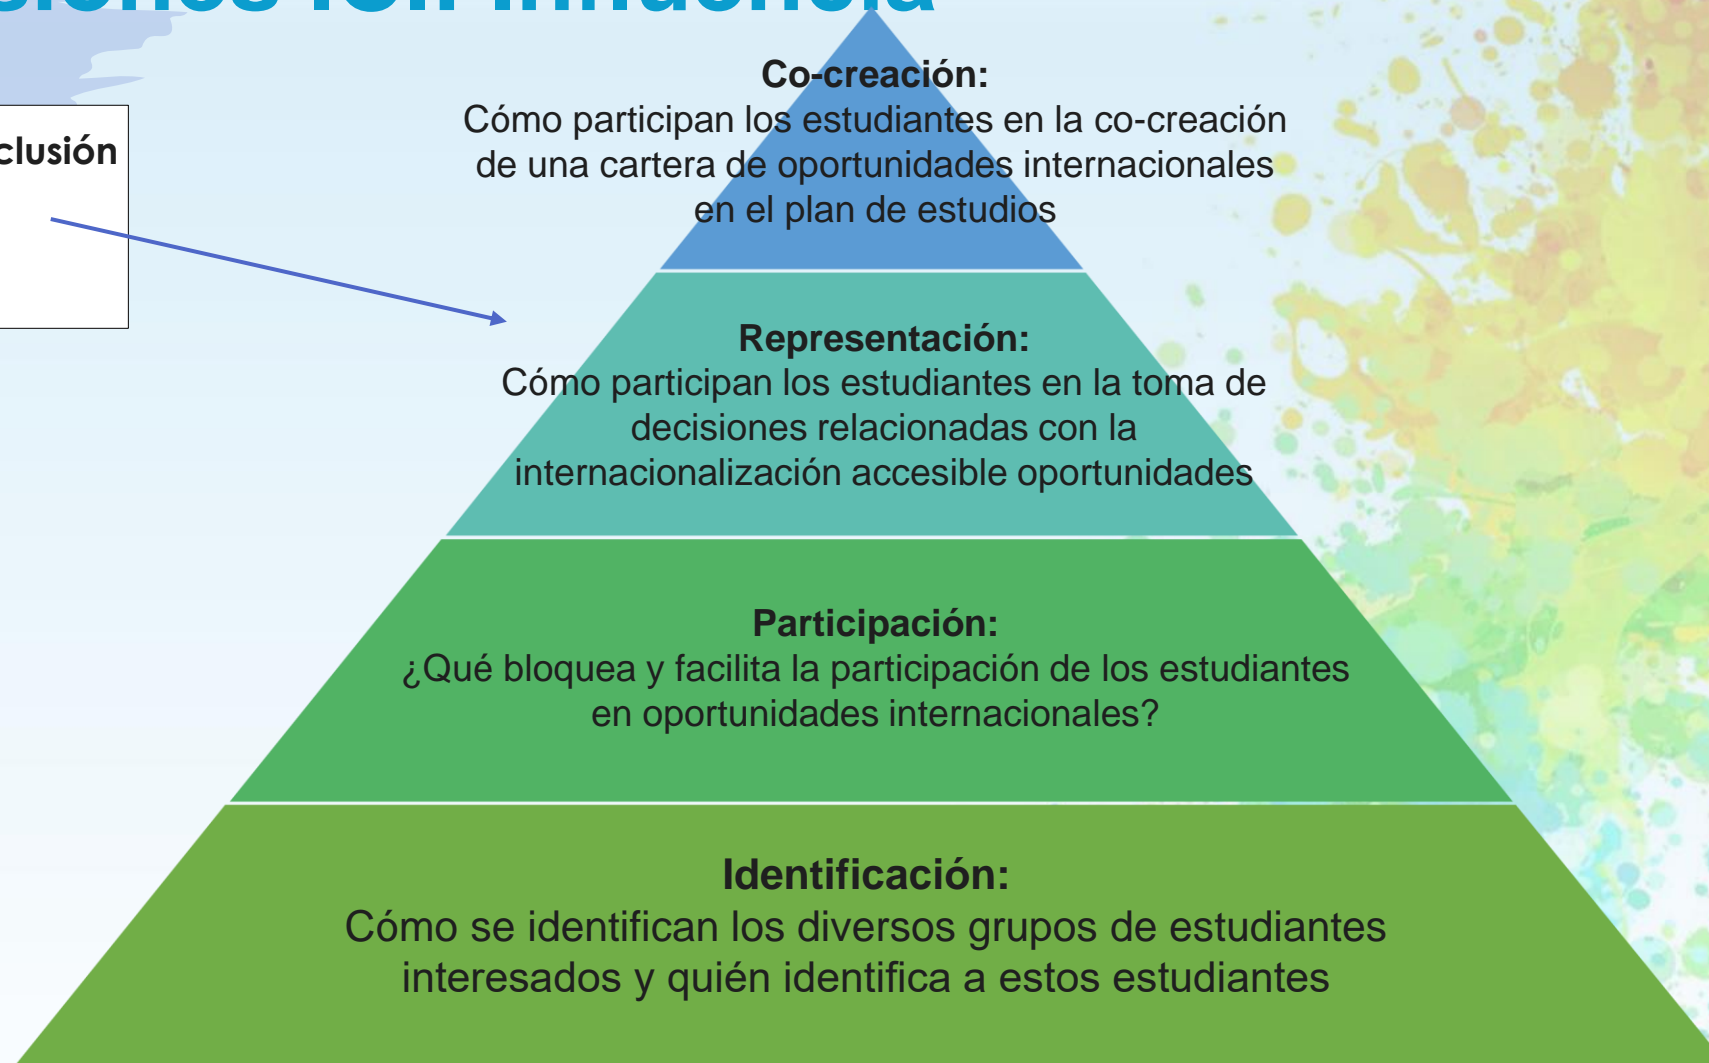 Co-creación:
Cómo participan los estudiantes en la co-creación
de una cartera de oportunidades internacionales
en el plan de estudios
Representación:
Cómo participan los estudiantes en la toma de
decisiones relacionadas con la
internacionalización accesible oportunidades
Participación:
¿Qué bloquea y facilita la participación de los estudiantes
en oportunidades internacionales?
Identificación:
Cómo se identifican los diversos grupos de estudiantes
interesados y quién identifica a estos estudiantes